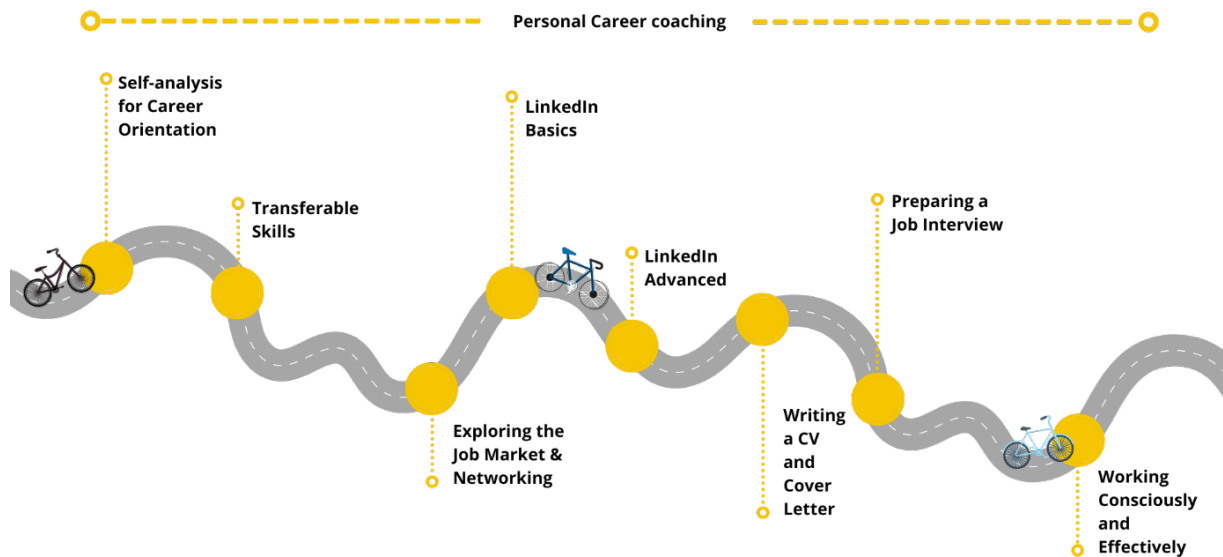 Personal Career coaching
Self-analysis
for Career
Orientation
Transferable
Skills
Exploring the
Job Market &
Networking
LinkedIn
Basics
LinkedIn
Advanced
Writing
a CV
and
Cover
Letter
Preparing a
Job Interview
Working
Consciously
and
Effectively